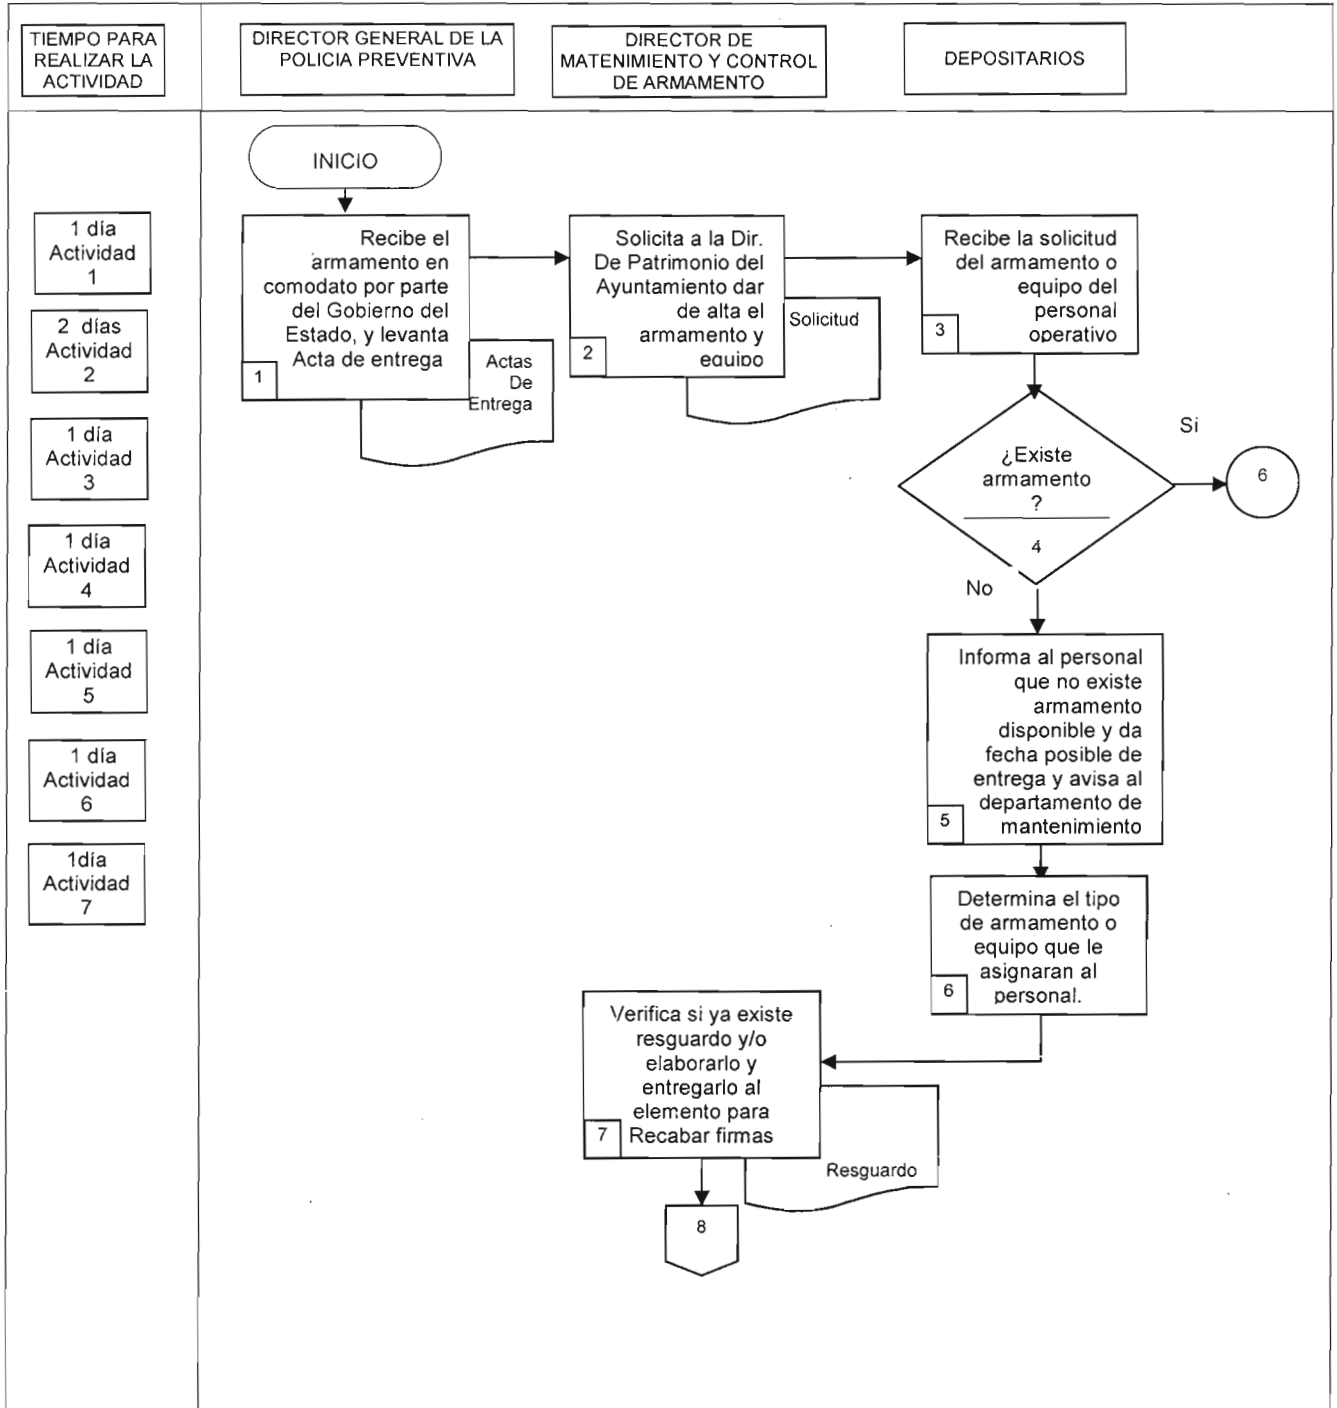 TIEMPO PARA
REALIZAR LA
ACTIVIDAD
DIRECTOR GENERAL DE LA
POLICIA PREVENTIVA
DIRECTOR DE
MATENIMIENTO Y CONTROL
DE ARMAMENTO
DEPOSITARIOS
INICIO
1 día
Actividad
1
2 días
Actividad
2
1 día
Actividad
3
1 día
Actividad
4
1 día
Actividad
5
1 día
Actividad
6
1día
Actividad
7
Recibe el
armamento en
comodato por parte
del Gobierno del
Estado, y levanta
Acta de entrega
1
Actas
De
Entrega
Solicita a la Dir.
De Patrimonio del
Ayuntamiento dar
de alta el
armamento y
equipo
2
Solicitud
Recibe la solicitud
del armamento o
equipo del
personal
operativo
3
¿Existe
armamento
?
4
Si
6
No
Informa al personal
que no existe
armamento
disponible y da
fecha posible de
entrega y avisa al
departamento de
mantenimiento
5
Determina el tipo
de armamento o
equipo que le
asignaran al
personal.
6
Verifica si ya existe
resguardo y/o
elaborarlo y
entregarlo al
elemento para
Recabar firmas
7
Resguardo
8